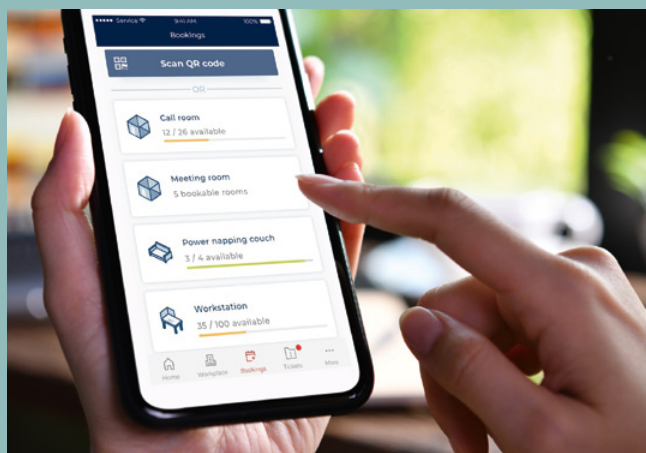 Service 9:41 AM 100%
Bookings
Scan QR code
OR
Call room
12 / 26 available
Meeting room
5 bookable rooms
Power napping couch
3 / 4 available
Workstation
35 / 100 available
Home Workplace Bookings Tickets More